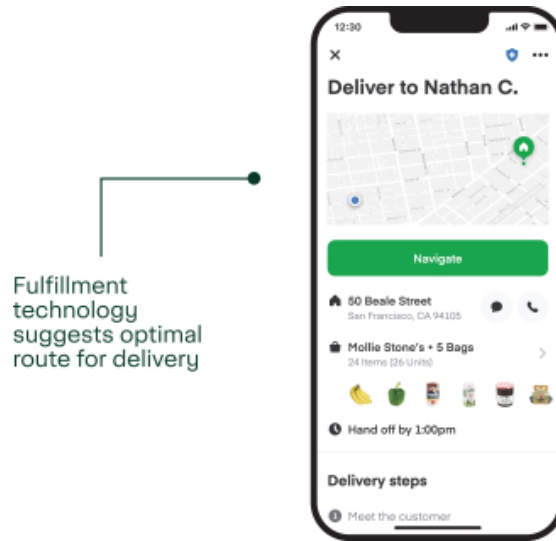 Fulfillment
technology
suggests optimal
route for delivery
12:30
Deliver to Nathan C.
Navigate
50 Beale Street
San Francisco, CA 94105
Mollie Stone's • 5 Bags
24 Items (26 Units)
Hand off by 1:00pm
Delivery steps
1 Meet the customer